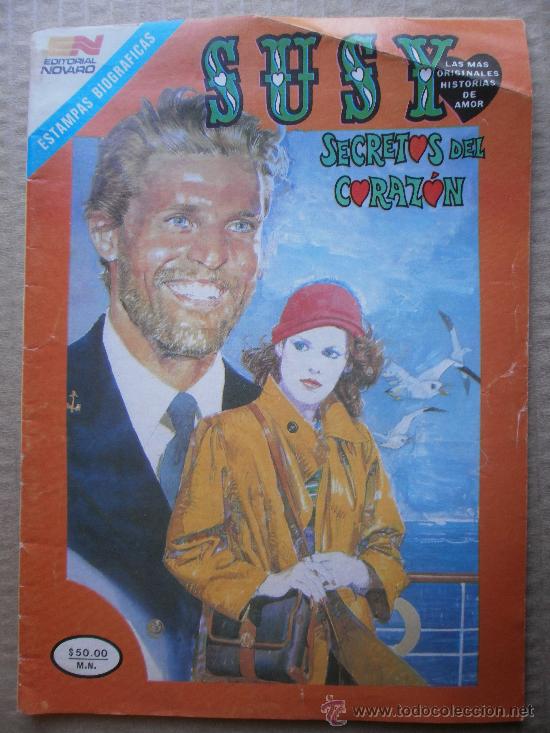 EN
EDITORIAL
NOVARO
ESTAMPAS BIOGRAFICAS
SUSY
LAS MAS
ORIGINALES
HISTORIAS
DE
AMOR
SECRETOS DEL
CORAZÓN
$50.00
M.N.
www.todocoleccion.net